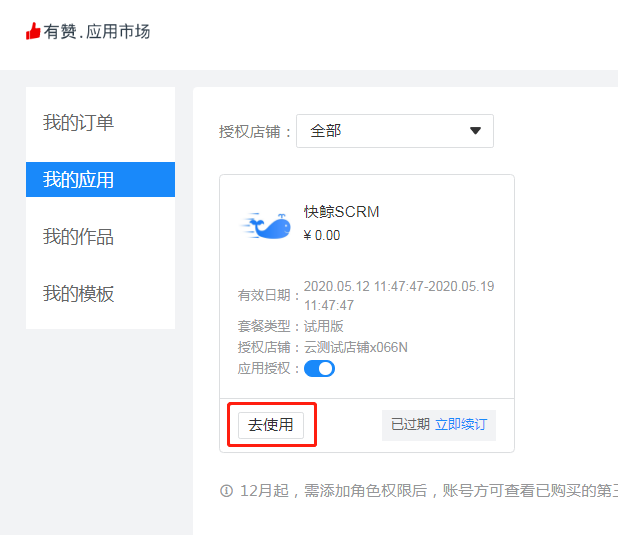 有赞.应用市场
我的订单
我的应用
我的作品
我的模板
授权店铺：全部
快鲸SCRM
¥ 0.00
有效日期：2020.05.12 11:47:47-2020.05.19
11:47:47
套餐类型：试用版
授权店铺：云测试店铺x066N
应用授权：
去使用
已过期 立即续订
12月起，需添加角色权限后，账号方可查看已购买的第